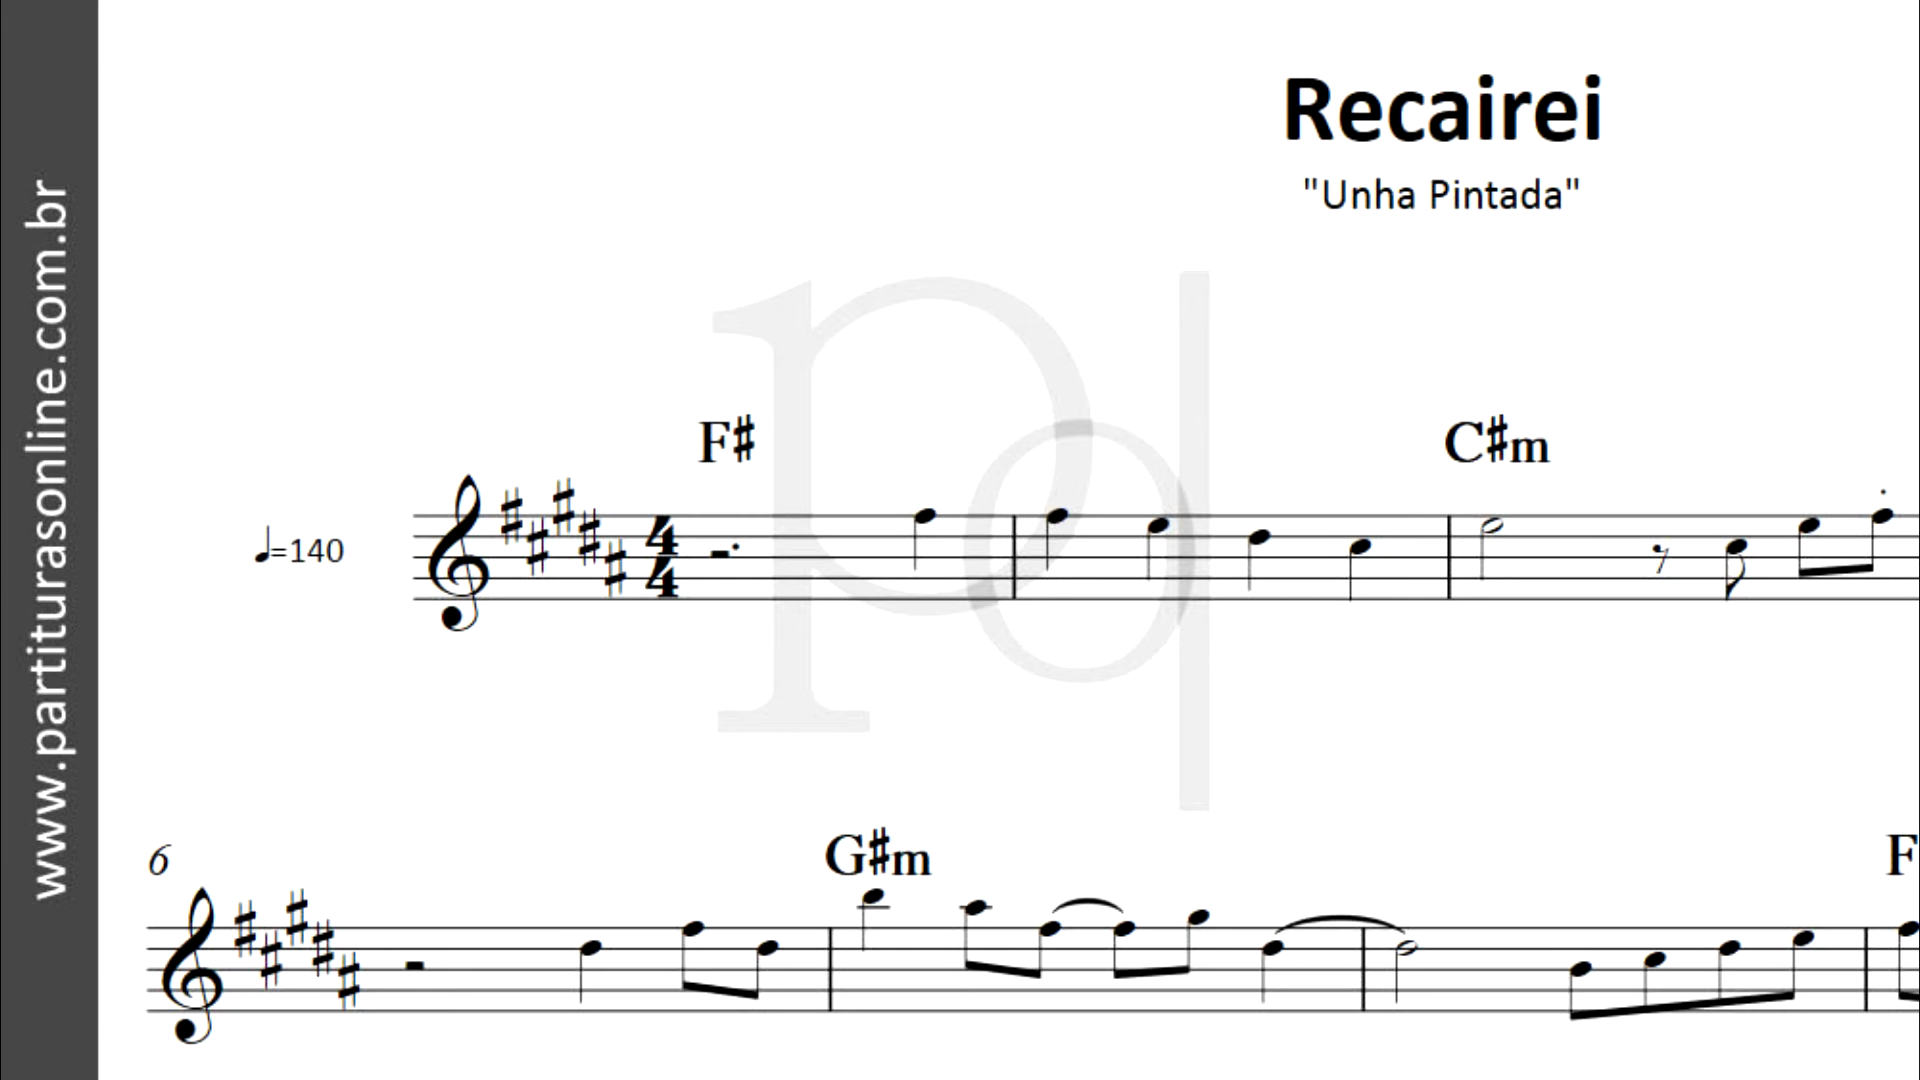 www.partiturasonline.com.br
Recairei
"Unha Pintada"
F♯ C♯m
♩=140
4
4
6
G♯m F